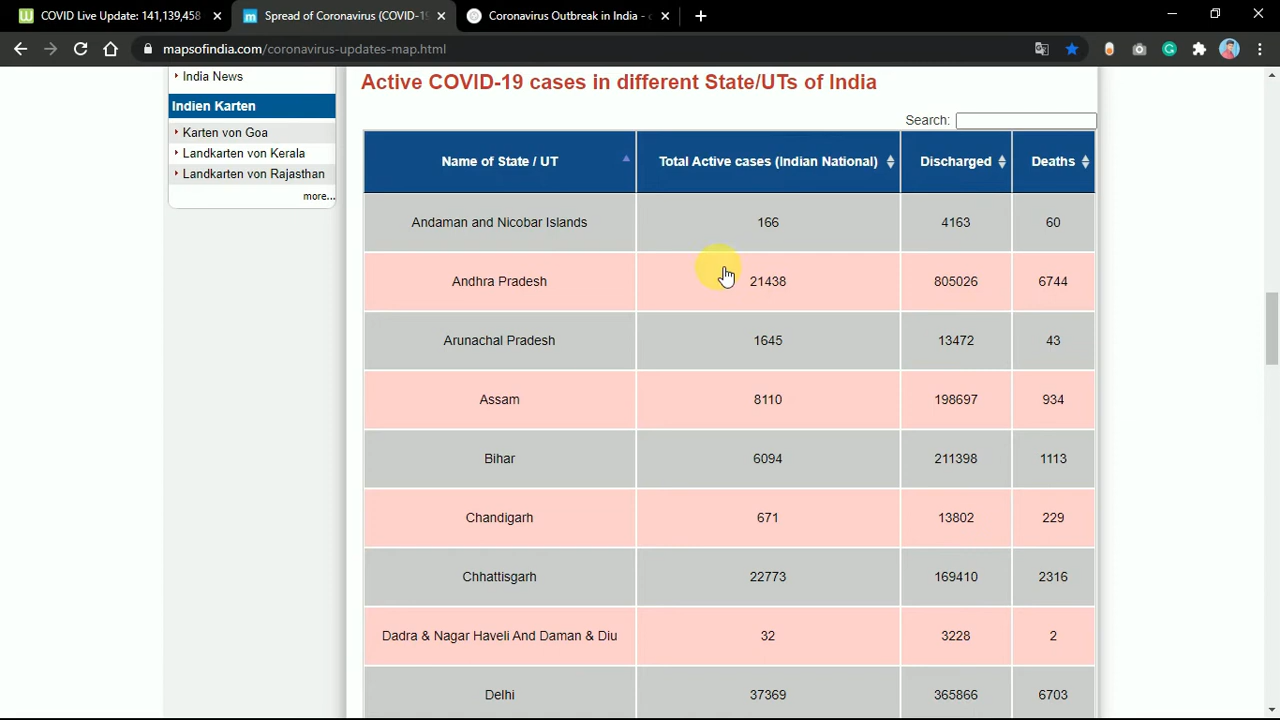 COVID Live Update: 141,139,458
Spread of Coronavirus (COVID-19
Coronavirus Outbreak in India -
mapsofindia.com/coronavirus-updates-map.html
India News
Indien Karten
Karten von Goa
Landkarten von Kerala
Landkarten von Rajasthan
more...
Active COVID-19 cases in different State/UTs of India
Search:
Name of State / UT Total Active cases (Indian National) Discharged Deaths
Andaman and Nicobar Islands 166 4163 60
Andhra Pradesh 21438 805026 6744
Arunachal Pradesh 1645 13472 43
Assam 8110 198697 934
Bihar 6094 211398 1113
Chandigarh 671 13802 229
Chhattisgarh 22773 169410 2316
Dadra & Nagar Haveli And Daman & Diu 32 3228 2
Delhi 37369 365866 6703